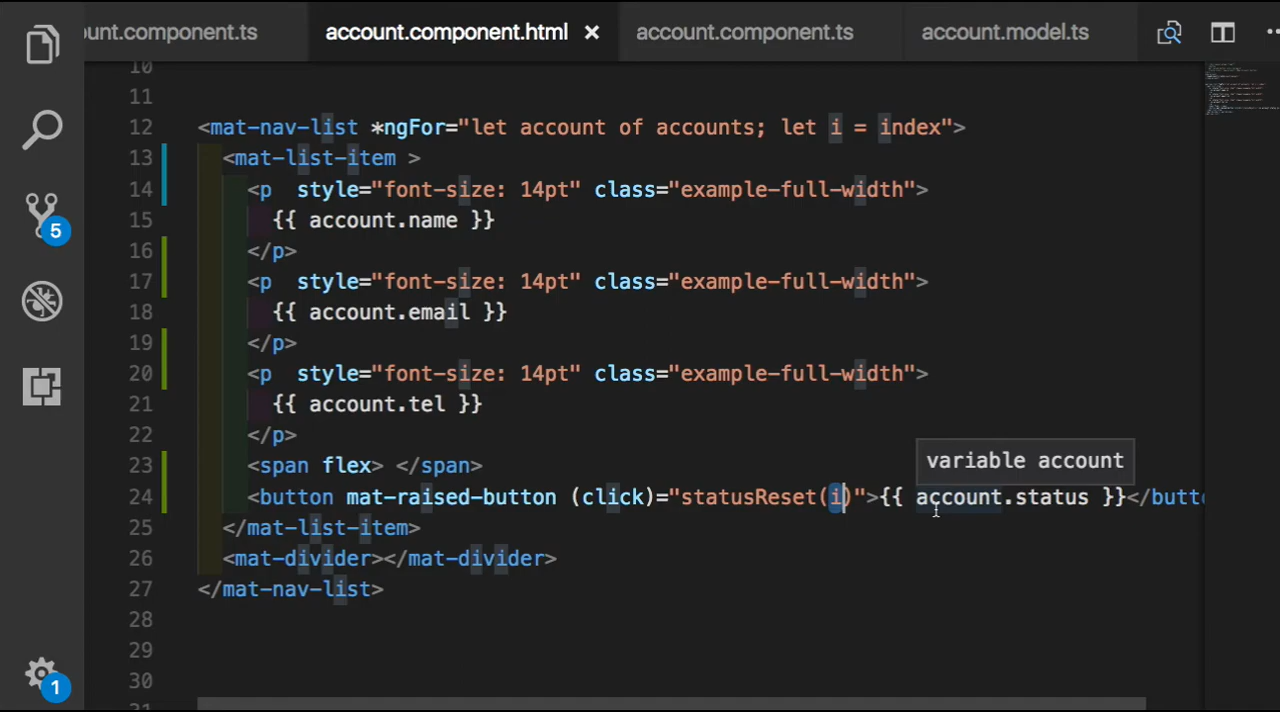 unt.component.ts account.component.html × account.component.ts account.model.ts
10
11
12 <mat-nav-list *ngFor="let account of accounts; let i = index">
13 <mat-list-item >
14 <p  style="font-size: 14pt" class="example-full-width">
15 {{ account.name }}
16 </p>
17 <p  style="font-size: 14pt" class="example-full-width">
18 {{ account.email }}
19 </p>
20 <p  style="font-size: 14pt" class="example-full-width">
21 {{ account.tel }}
22 </p>
23 <span flex> </span>
variable account
24 <button mat-raised-button (click)="statusReset(i)">{{ account.status }}</butt
25 </mat-list-item>
26 <mat-divider></mat-divider>
27 </mat-nav-list>
28
29
30
31
5
1